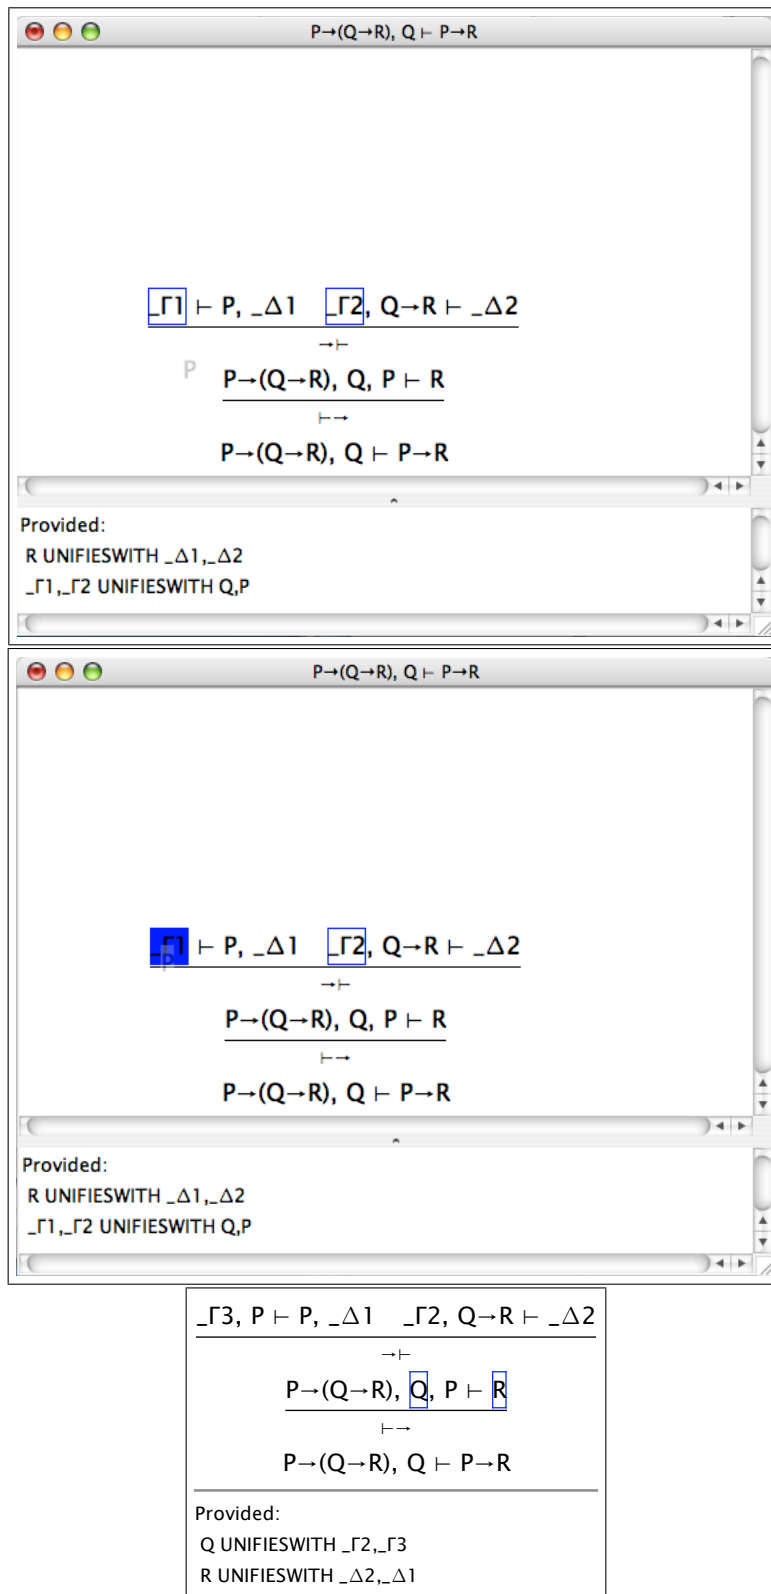 P→(Q→R), Q ⊢ P→R
_Γ1 ⊢ P, _Δ1 _Γ2, Q→R ⊢ _Δ2
→⊢
P P→(Q→R), Q, P ⊢ R
⊢→
P→(Q→R), Q ⊢ P→R
Provided:
R UNIFIESWITH _Δ1,_Δ2
_Γ1,_Γ2 UNIFIESWITH Q,P
P→(Q→R), Q ⊢ P→R
_Γ1 ⊢ P, _Δ1 _Γ2, Q→R ⊢ _Δ2
P
→⊢
P→(Q→R), Q, P ⊢ R
⊢→
P→(Q→R), Q ⊢ P→R
Provided:
R UNIFIESWITH _Δ1,_Δ2
_Γ1,_Γ2 UNIFIESWITH Q,P
_Γ3, P ⊢ P, _Δ1 _Γ2, Q→R ⊢ _Δ2
→⊢
P→(Q→R), Q, P ⊢ R
⊢→
P→(Q→R), Q ⊢ P→R
Provided:
Q UNIFIESWITH _Γ2,_Γ3
R UNIFIESWITH _Δ2,_Δ1